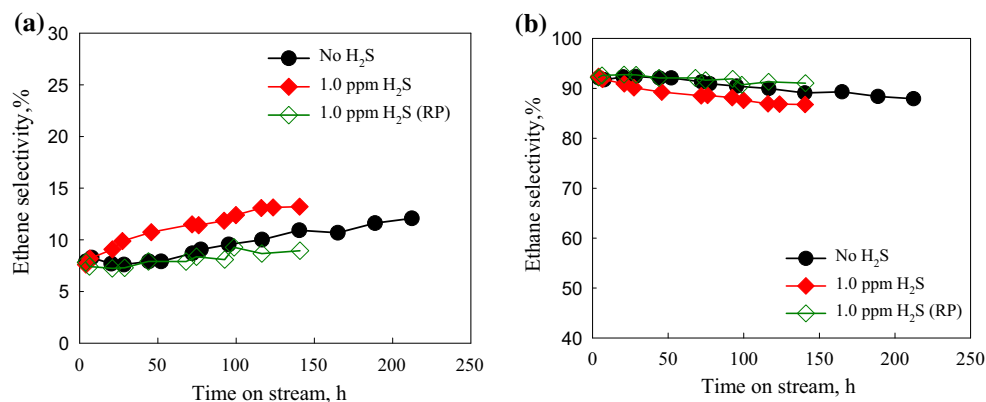 (a)
30
25
20
15
10
5
0
Ethene selectivity,%
No H₂S
1.0 ppm H₂S
1.0 ppm H₂S (RP)
0 50 100 150 200 250
Time on stream, h
(b)
100
90
80
70
60
50
40
Ethane selectivity,%
No H₂S
1.0 ppm H₂S
1.0 ppm H₂S (RP)
0 50 100 150 200 250
Time on stream, h